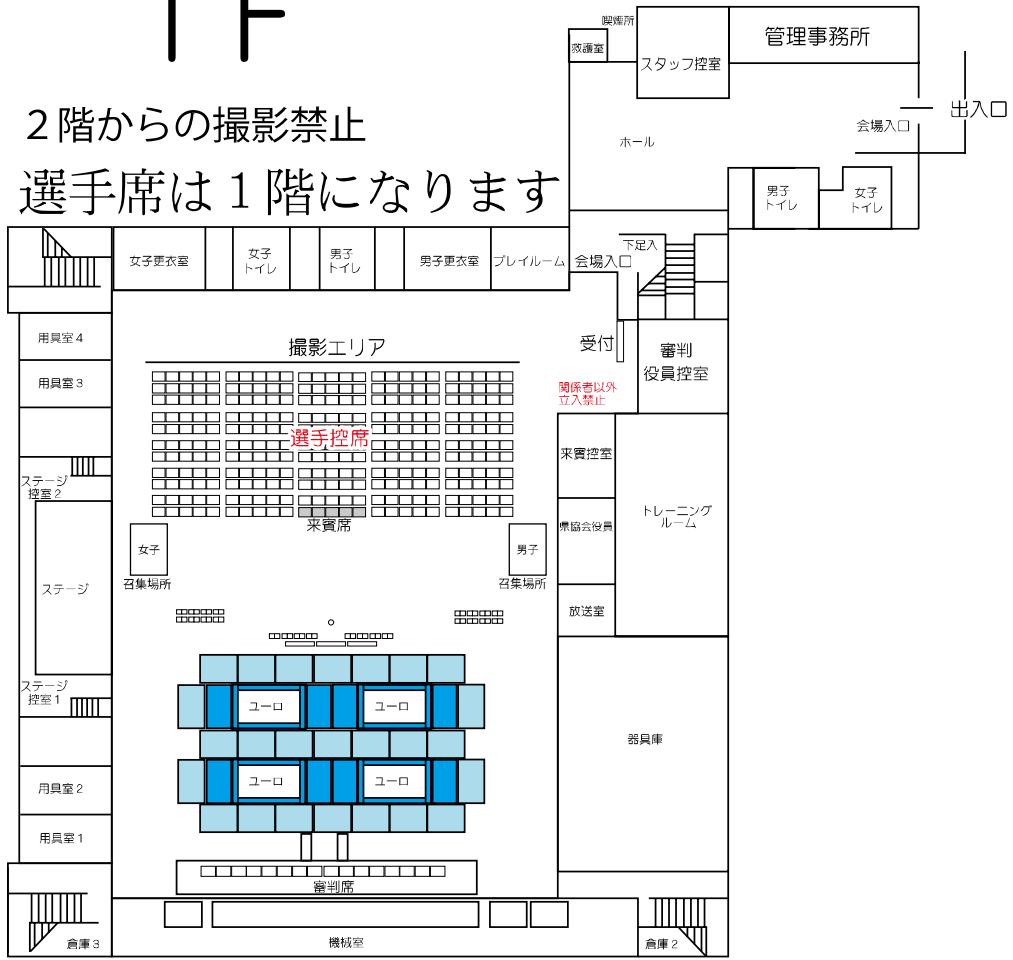 1F
２階からの撮影禁止
選手席は１階になります
喫煙所
救護室
スタッフ控室
管理事務所
会場入口
出入口
ホール
男子
トイレ
女子
トイレ
女子更衣室
女子
トイレ
男子
トイレ
男子更衣室
プレイルーム
会場入口
下足入
用具室４
用具室３
撮影エリア
受付
審判
役員控室
関係者以外
立入禁止
選手控席
来賓席
来賓控室
トレーニング
ルーム
県協会役員
放送室
ステージ
控室２
ステージ
ステージ
控室１
女子
召集場所
男子
召集場所
ユーロ
ユーロ
ユーロ
ユーロ
器具庫
用具室２
用具室１
審判席
倉庫３
機械室
倉庫２